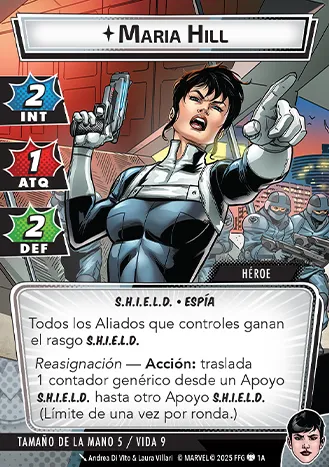 MARIA HILL
2
INT
1
ATQ
2
DEF
HÉROE
S.H.I.E.L.D. • ESPÍA
Todos los Aliados que controles ganan
el rasgo S.H.I.E.L.D.
Reasignación — Acción: traslada
1 contador genérico desde un Apoyo
S.H.I.E.L.D. hasta otro Apoyo S.H.I.E.L.D.
(Límite de una vez por ronda.)
TAMAÑO DE LA MANO 5 / VIDA 9
Andrea Di Vito & Laura Villari © MARVEL © 2025 FFG 1A